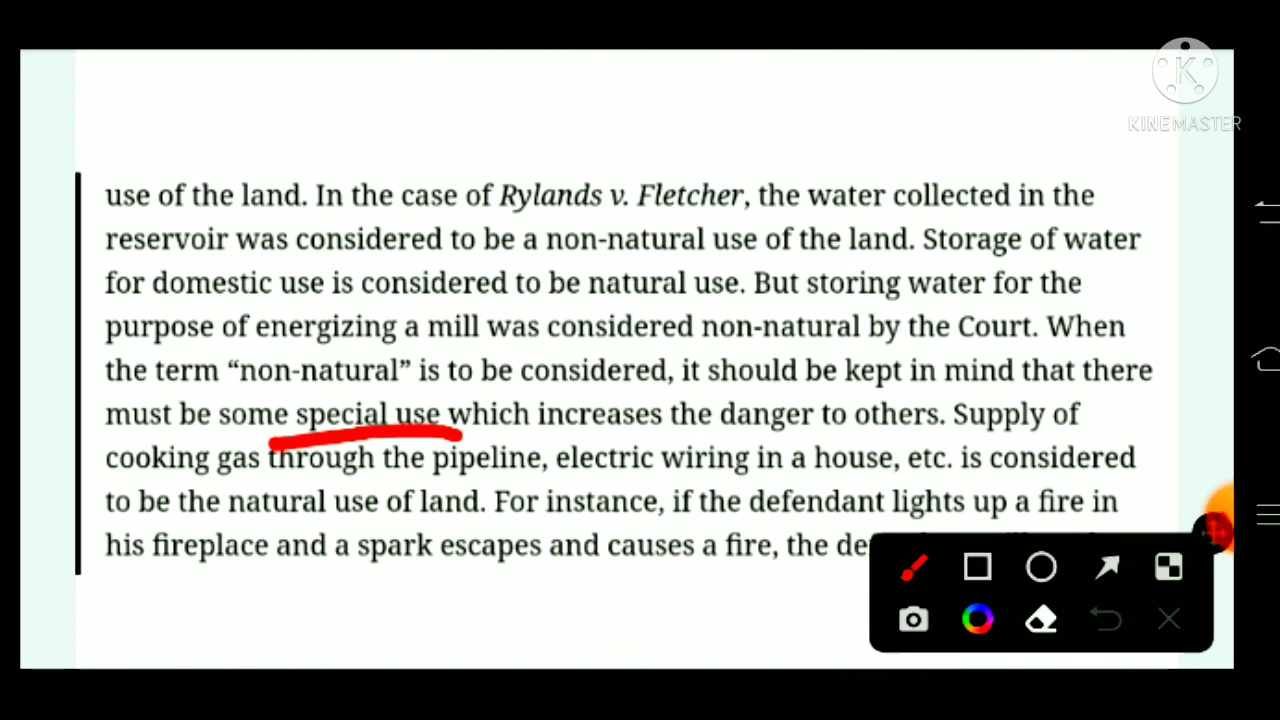 K
KINEMASTER
use of the land. In the case of Rylands v. Fletcher, the water collected in the
reservoir was considered to be a non-natural use of the land. Storage of water
for domestic use is considered to be natural use. But storing water for the
purpose of energizing a mill was considered non-natural by the Court. When
the term “non-natural” is to be considered, it should be kept in mind that there
must be some special use which increases the danger to others. Supply of
cooking gas through the pipeline, electric wiring in a house, etc. is considered
to be the natural use of land. For instance, if the defendant lights up a fire in
his fireplace and a spark escapes and causes a fire, the